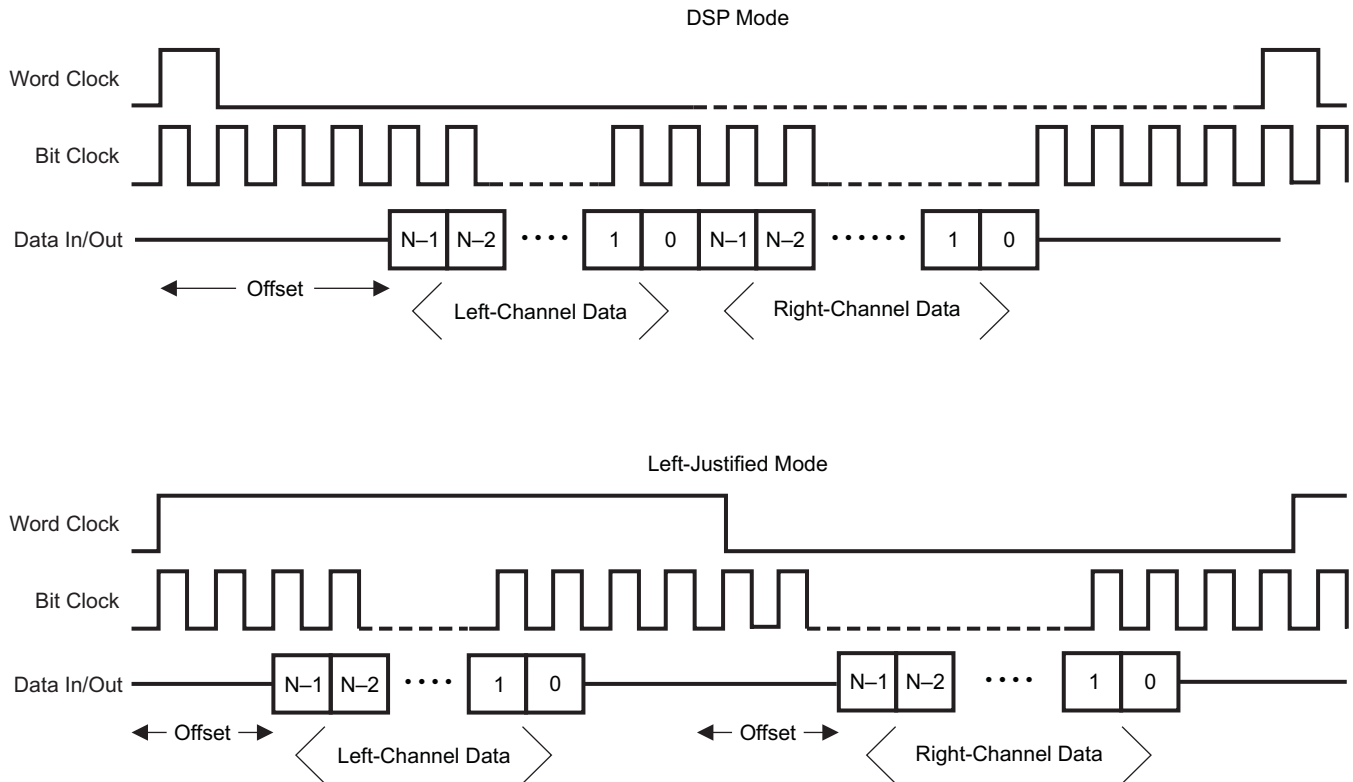 DSP Mode
Word Clock
Bit Clock
Data In/Out
N–1 N–2 •••• 1 0 N–1 N–2 •••••• 1 0
Offset
Left-Channel Data
Right-Channel Data
Left-Justified Mode
Word Clock
Bit Clock
Data In/Out
N–1 N–2 •••• 1 0 N–1 N–2 •••• 1 0
Offset
Offset
Left-Channel Data
Right-Channel Data